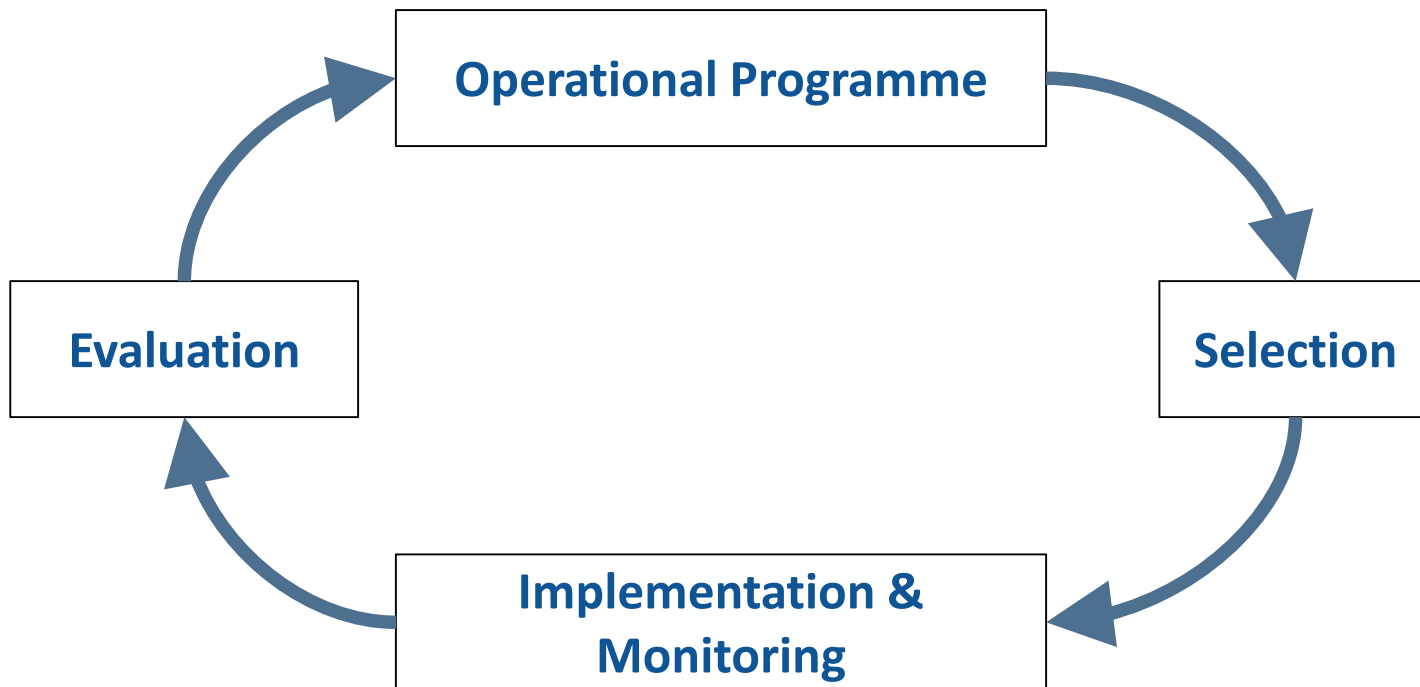 Operational Programme
Evaluation
Selection
Implementation &
Monitoring